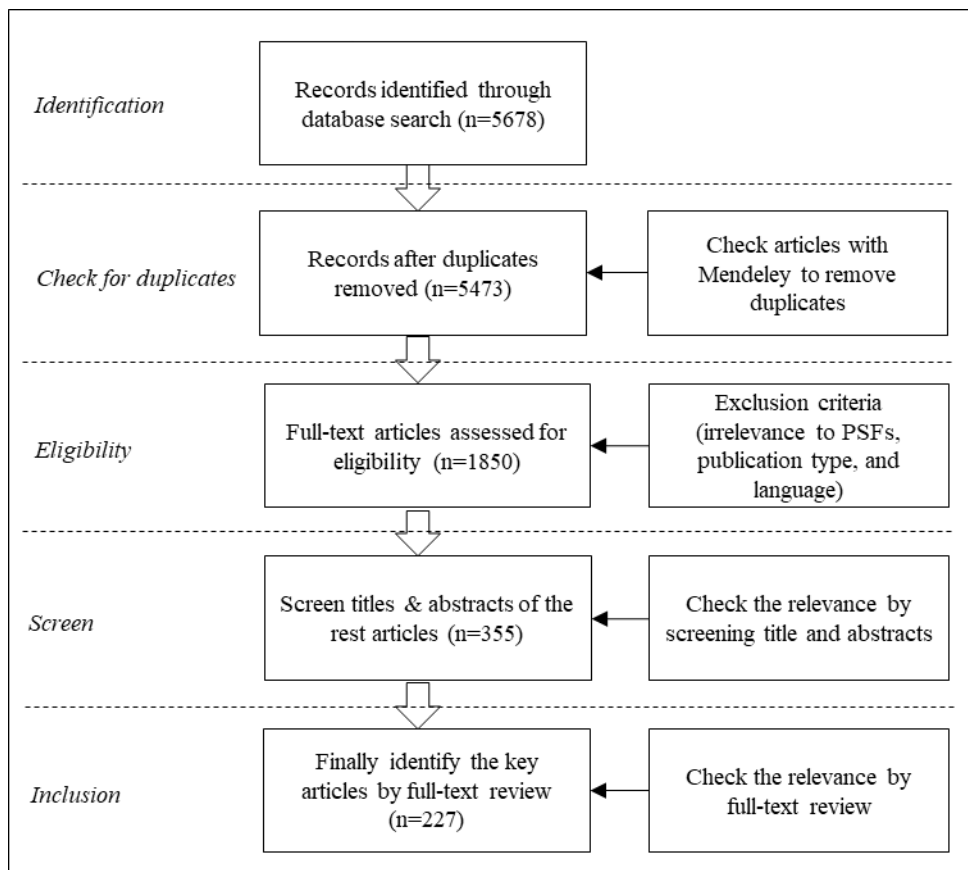 Identification
Records identified through
database search (n=5678)
Check for duplicates
Records after duplicates
removed (n=5473)
Check articles with
Mendeley to remove
duplicates
Eligibility
Full-text articles assessed for
eligibility (n=1850)
Exclusion criteria
(irrelevance to PSFs,
publication type, and
language)
Screen
Screen titles & abstracts of the
rest articles (n=355)
Check the relevance by
screening title and abstracts
Inclusion
Finally identify the key
articles by full-text review
(n=227)
Check the relevance by
full-text review